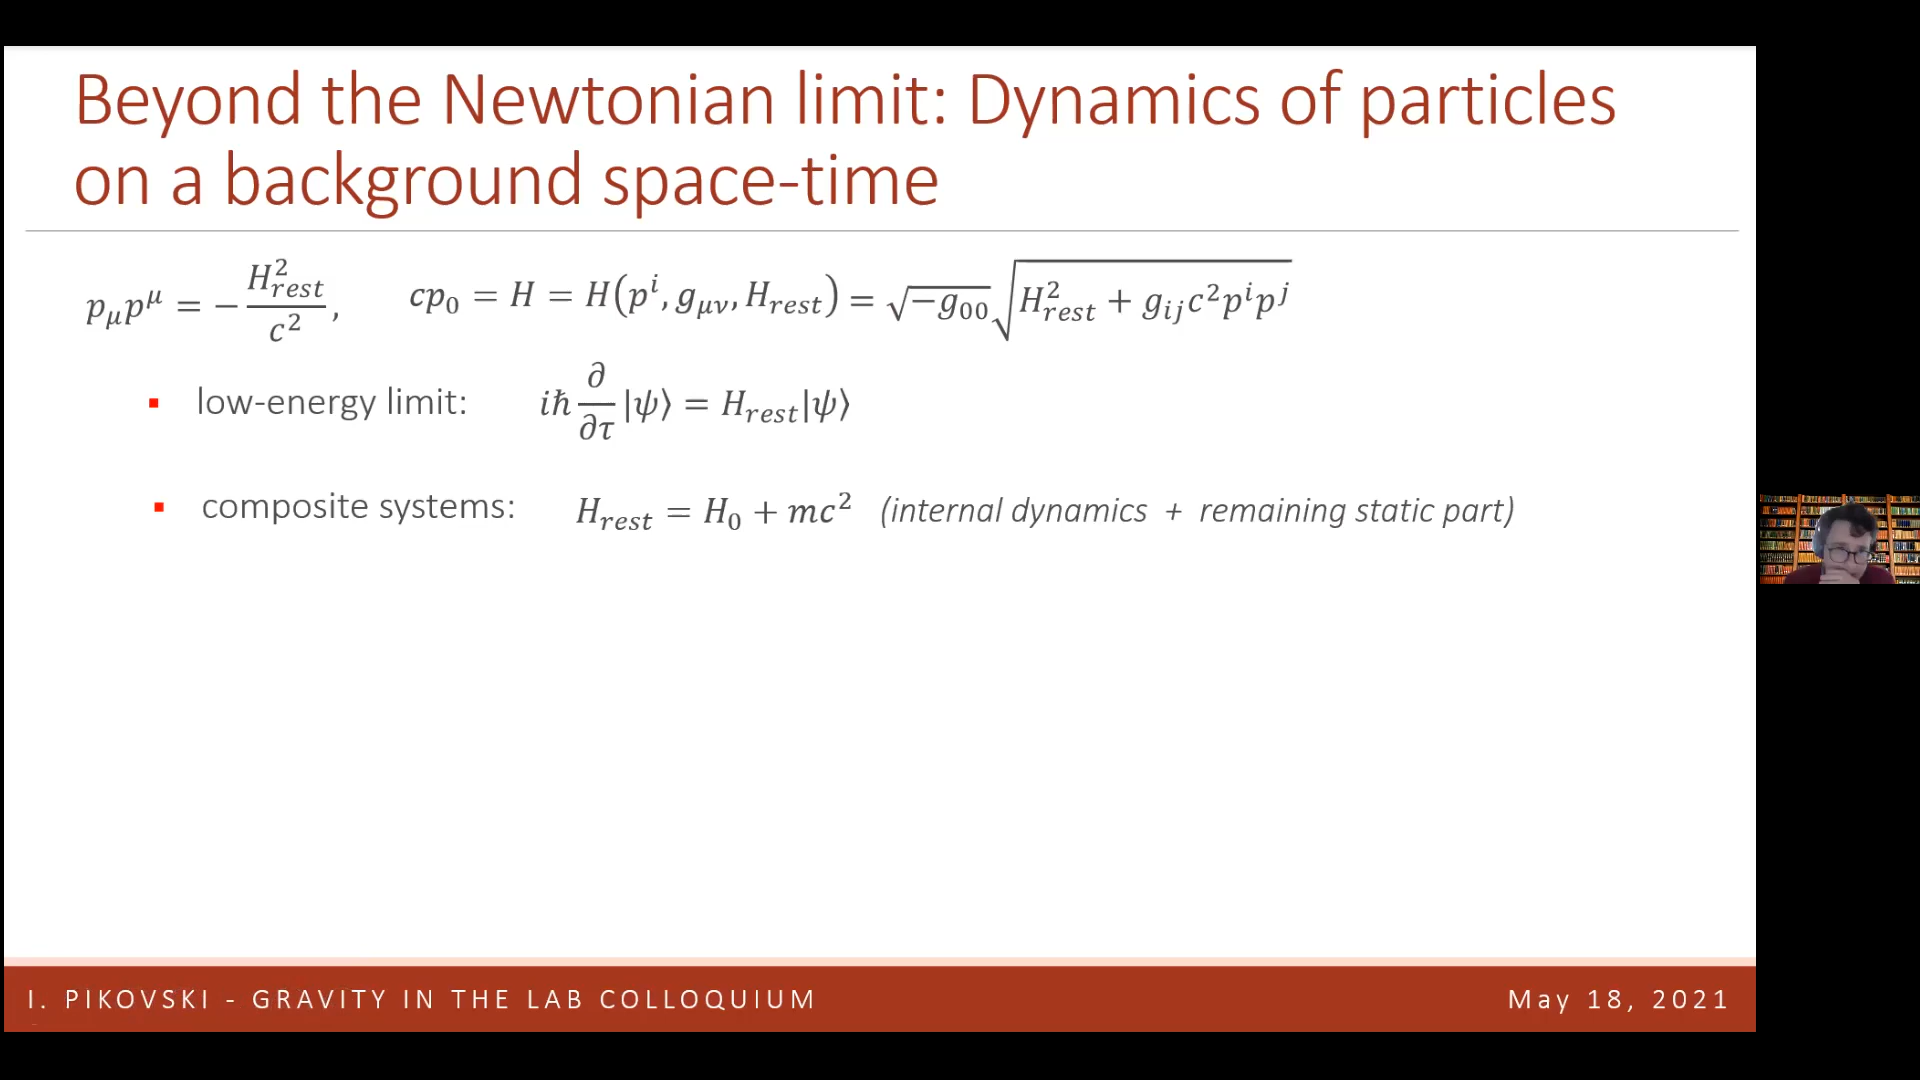 Beyond the Newtonian limit: Dynamics of particles
on a background space-time
$p_\mu p^\mu = -\frac{H_{rest}^2}{c^2},$ $cp_0 = H = H(p^i, g_{\mu\nu}, H_{rest}) = \sqrt{-g_{00}}\sqrt{H_{rest}^2 + g_{ij}c^2p^ip^j}$
▪ low-energy limit: $i\hbar\frac{\partial}{\partial\tau}|\psi\rangle = H_{rest}|\psi\rangle$
▪ composite systems: $H_{rest} = H_0 + mc^2$ (internal dynamics + remaining static part)
I. PIKOVSKI - GRAVITY IN THE LAB COLLOQUIUM May 18, 2021